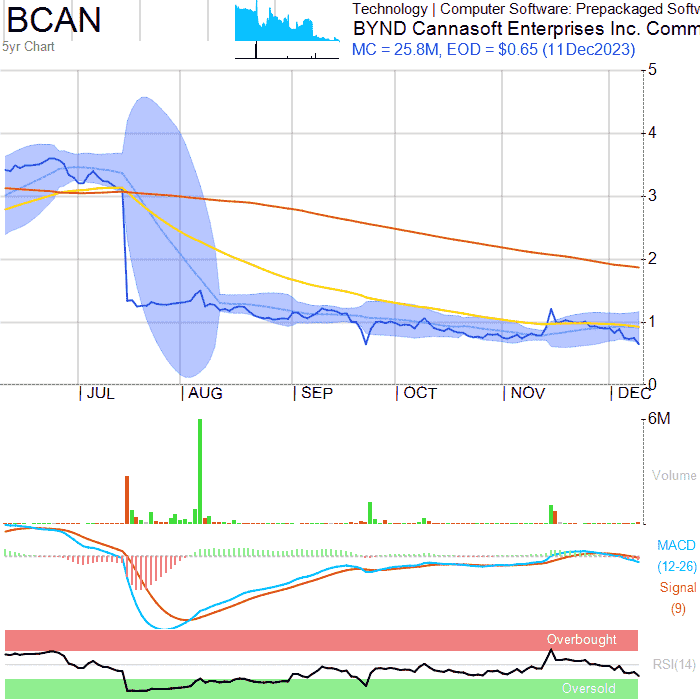 BCAN
5yr Chart
Technology | Computer Software: Prepackaged Softw
BYND Cannasoft Enterprises Inc. Comm
MC = 25.8M, EOD = $0.65 (11Dec2023)
5
4
3
2
1
0
JUL
AUG
SEP
OCT
NOV
DEC
6M
Volume
MACD
(12-26)
Signal
(9)
Overbought
RSI(14)
Oversold